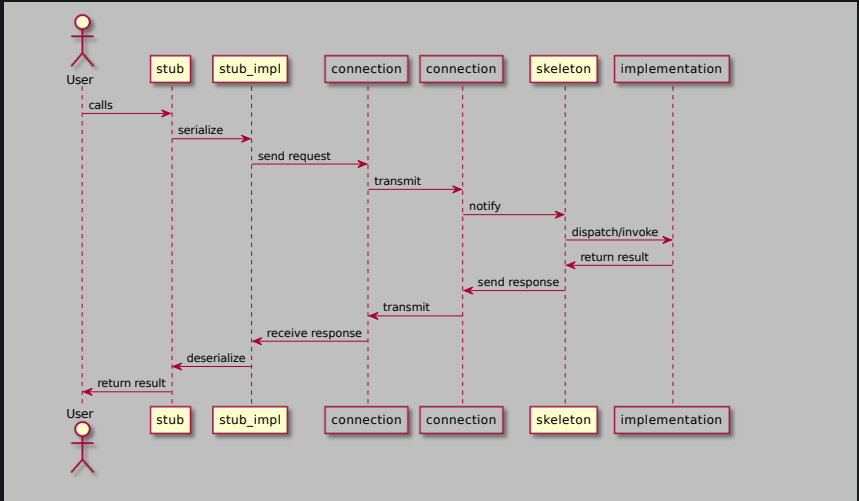 User
stub
stub_impl
connection
connection
skeleton
implementation
calls
serialize
send request
transmit
notify
dispatch/invoke
return result
send response
transmit
receive response
deserialize
return result
User
stub
stub_impl
connection
connection
skeleton
implementation